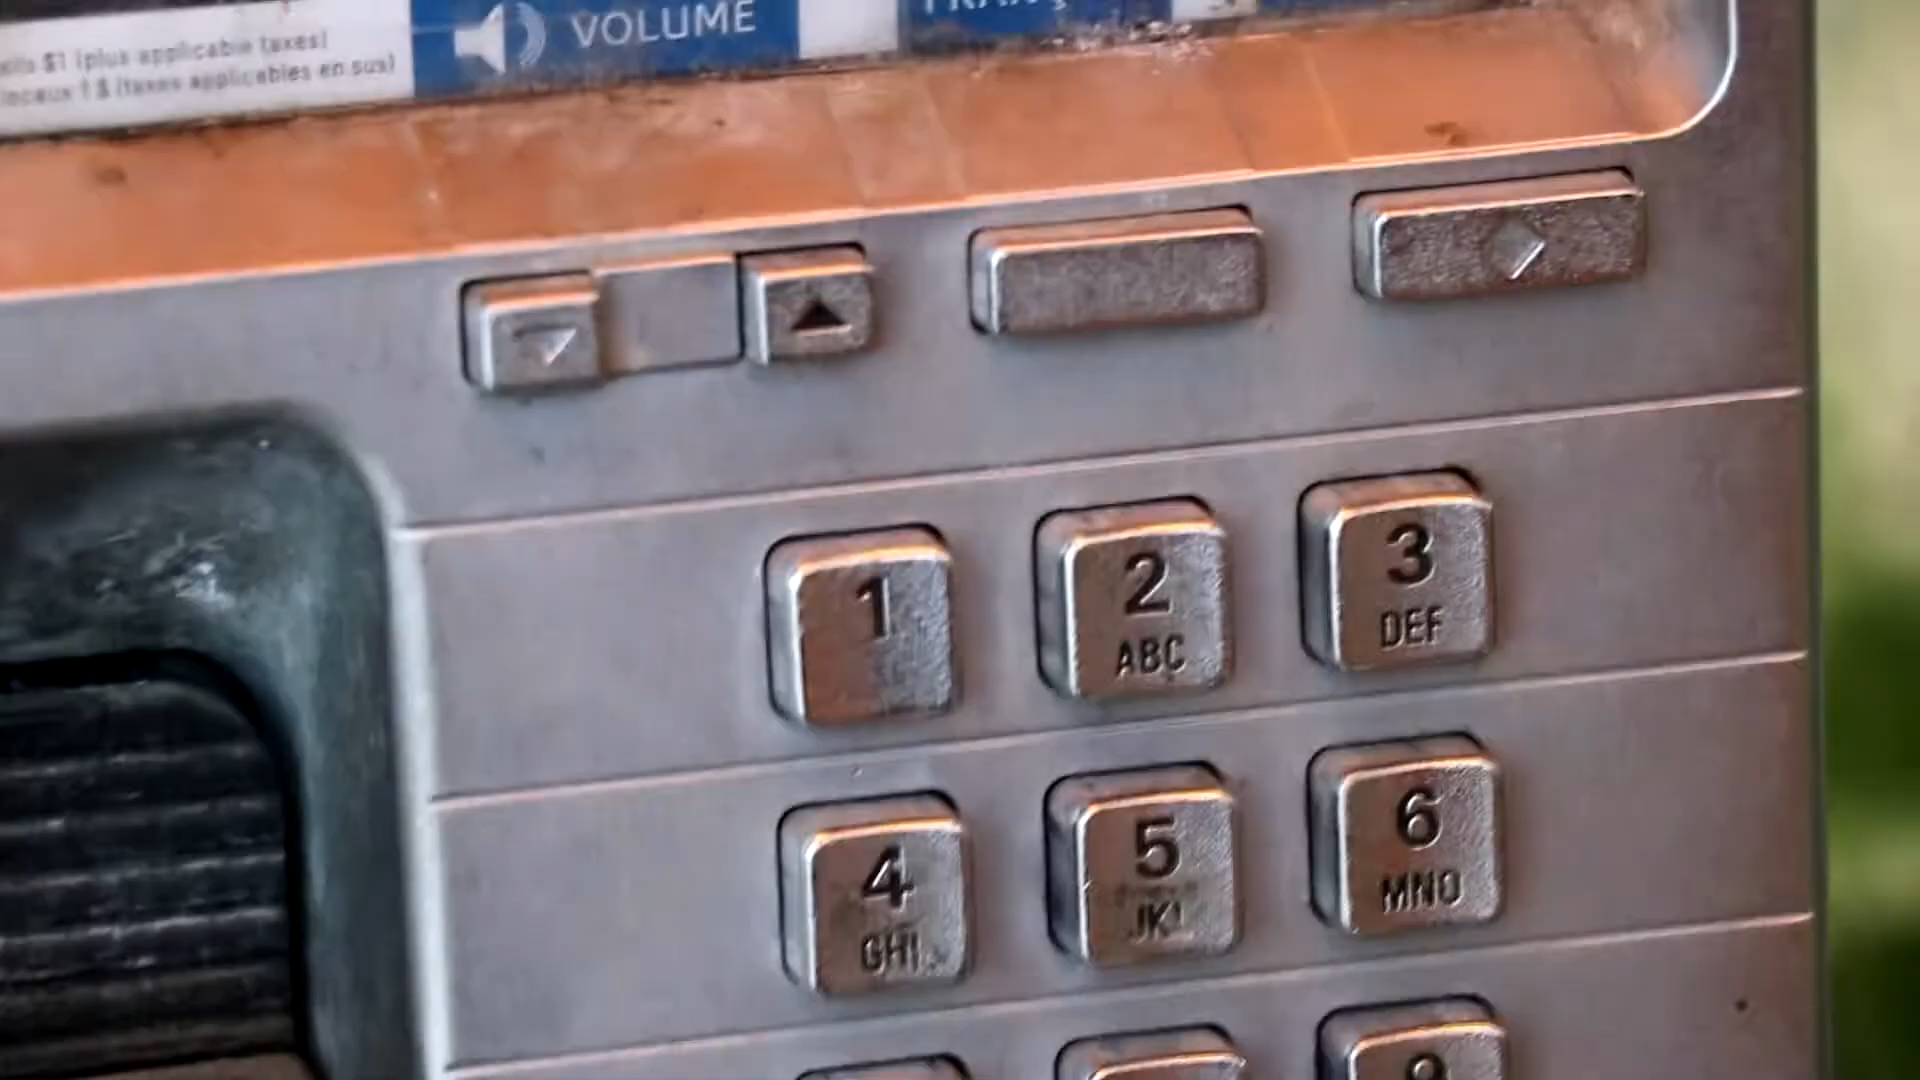 $1 (plus applicable taxes)
1 $ (taxes applicables en sus)
VOLUME
1
2
ABC
3
DEF
4
GHI
5
JKL
6
MNO